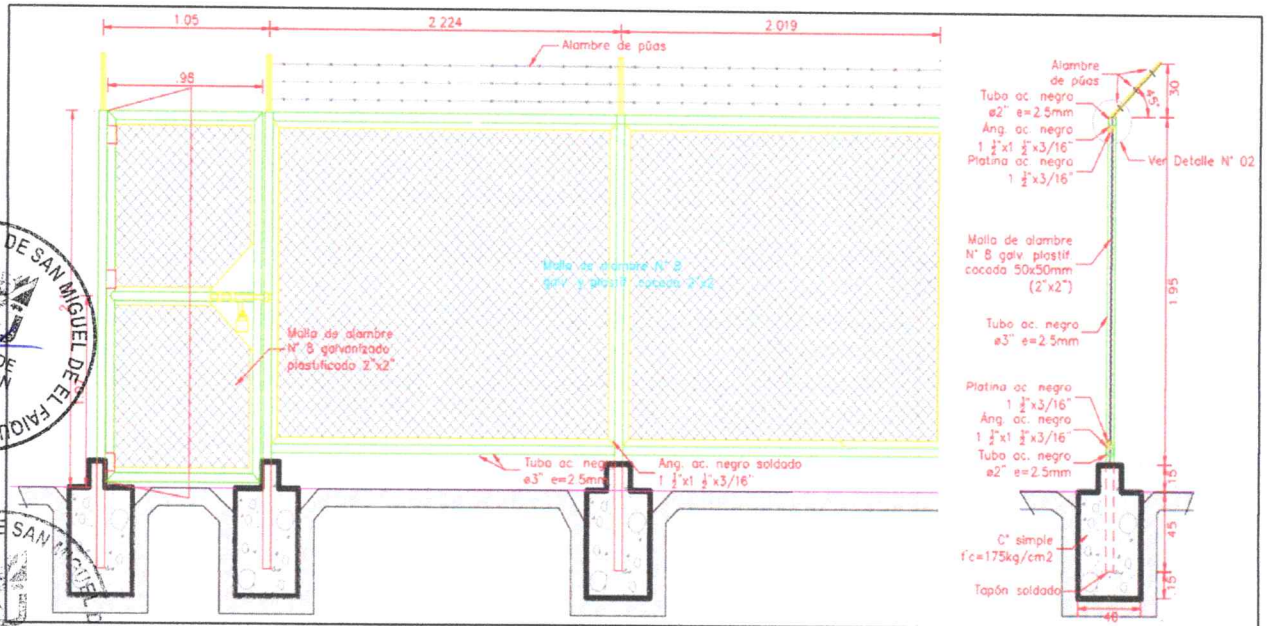 1.05
2.224
2.019
Alambre de púas
.98
Malla de alambre N° 8
galv. y plastif. cocada 2"x2"
Malla de alambre
N° 8 galvanizado
plastificado 2"x2"
Tubo ac. negro
ø3" e=2.5mm
Ang. ac. negro soldado
1 ½"x1 ½"x3/16"
Alambre
de púas
Tubo ac. negro
ø2" e=2.5mm
Ang. ac. negro
1 ½"x1 ½"x3/16"
Platina ac. negro
1 ½"x3/16"
45°
30
Ver Detalle N° 02
Malla de alambre
N° 8 galv. plastif.
cocada 50x50mm
(2"x2")
1.95
Tubo ac. negro
ø3" e=2.5mm
Platina ac. negro
1 ½"x3/16"
Ang. ac. negro
1 ½"x1 ½"x3/16"
Tubo ac. negro
ø2" e=2.5mm
.15
C° simple
f'c=175kg/cm2
.45
Tapón soldado
.15
.40
DE SAN MIGUEL DE EL FAIQU
DE
N
E SAN MIGUEL D